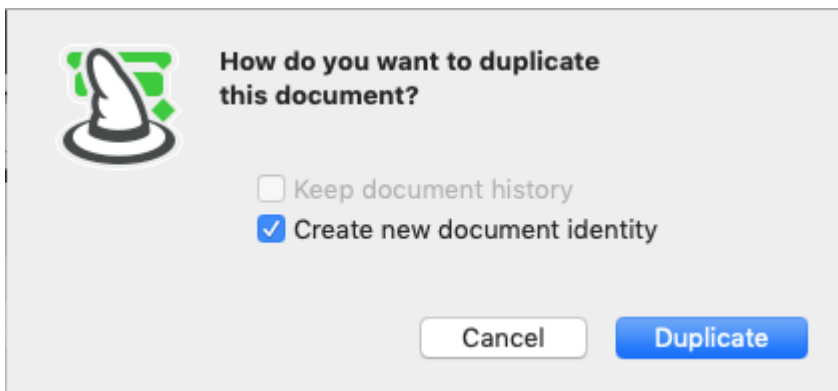 How do you want to duplicate
this document?
Keep document history
Create new document identity
Cancel
Duplicate